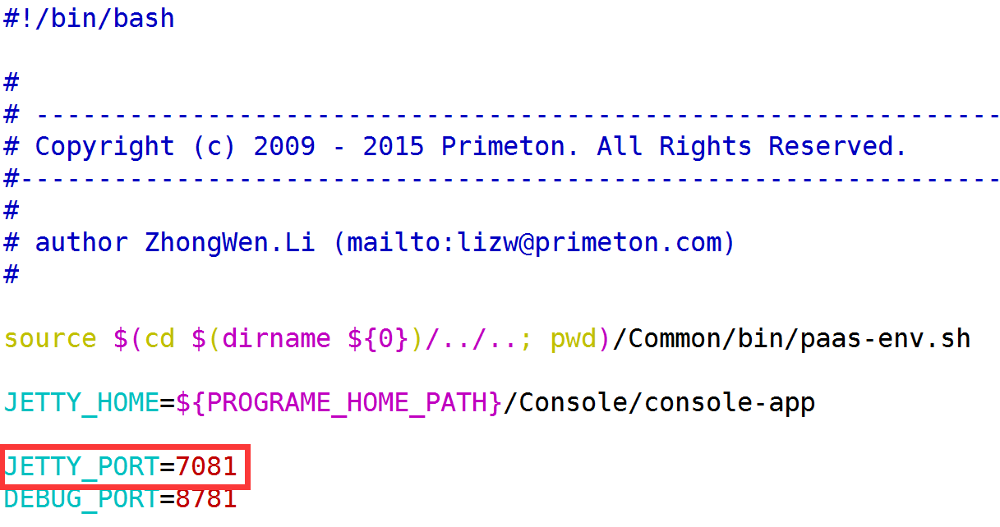 #!/bin/bash
#
# ---------------------------------------------------------------
# Copyright (c) 2009 - 2015 Primeton. All Rights Reserved.
#----------------------------------------------------------------
#
# author ZhongWen.Li (mailto:lizw@primeton.com)
#
source $(cd $(dirname ${0})/../..; pwd)/Common/bin/paas-env.sh
JETTY_HOME=${PROGRAME_HOME_PATH}/Console/console-app
JETTY_PORT=7081
DEBUG_PORT=8781